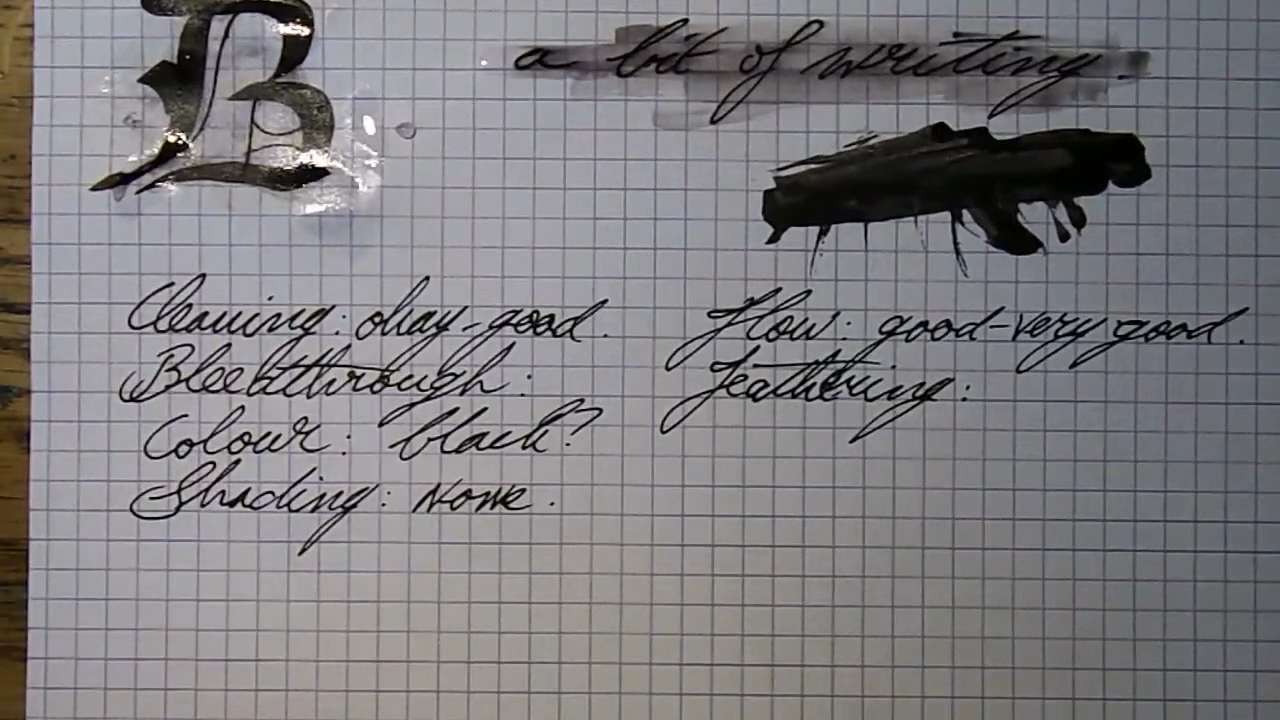 B
a bit of writing.
Cleaning: okay-good. Flow: good-very good.
Bleedthrough: Feathering:
Colour: black?
Shading: None.